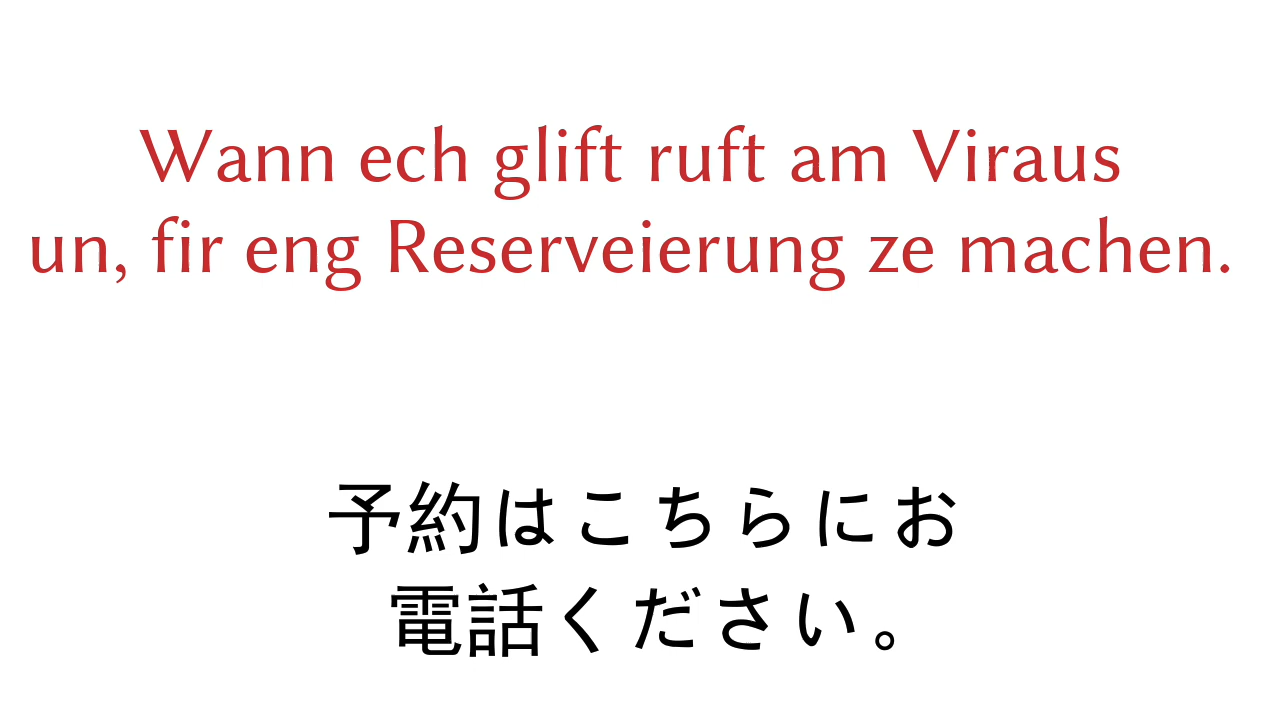 Wann ech glift ruft am Viraus
un, fir eng Reserveierung ze machen.
予約はこちらにお
電話ください。